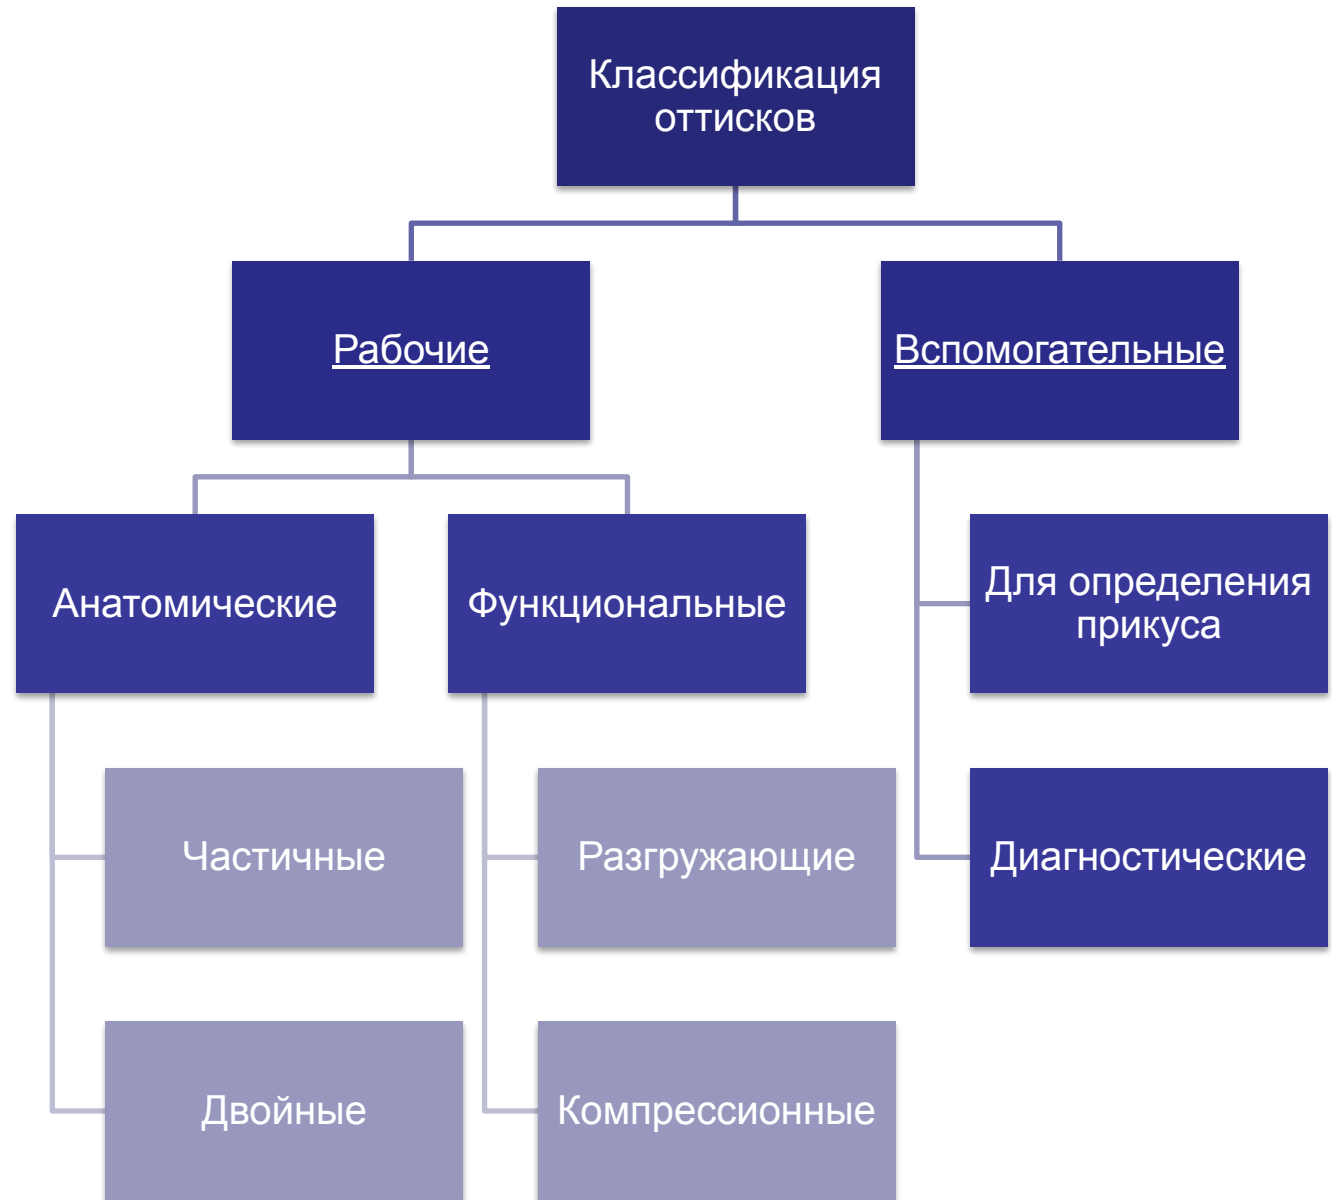 Классификация
оттисков
Рабочие
Вспомогательные
Анатомические
Функциональные
Для определения
прикуса
Частичные
Разгружающие
Диагностические
Двойные
Компрессионные